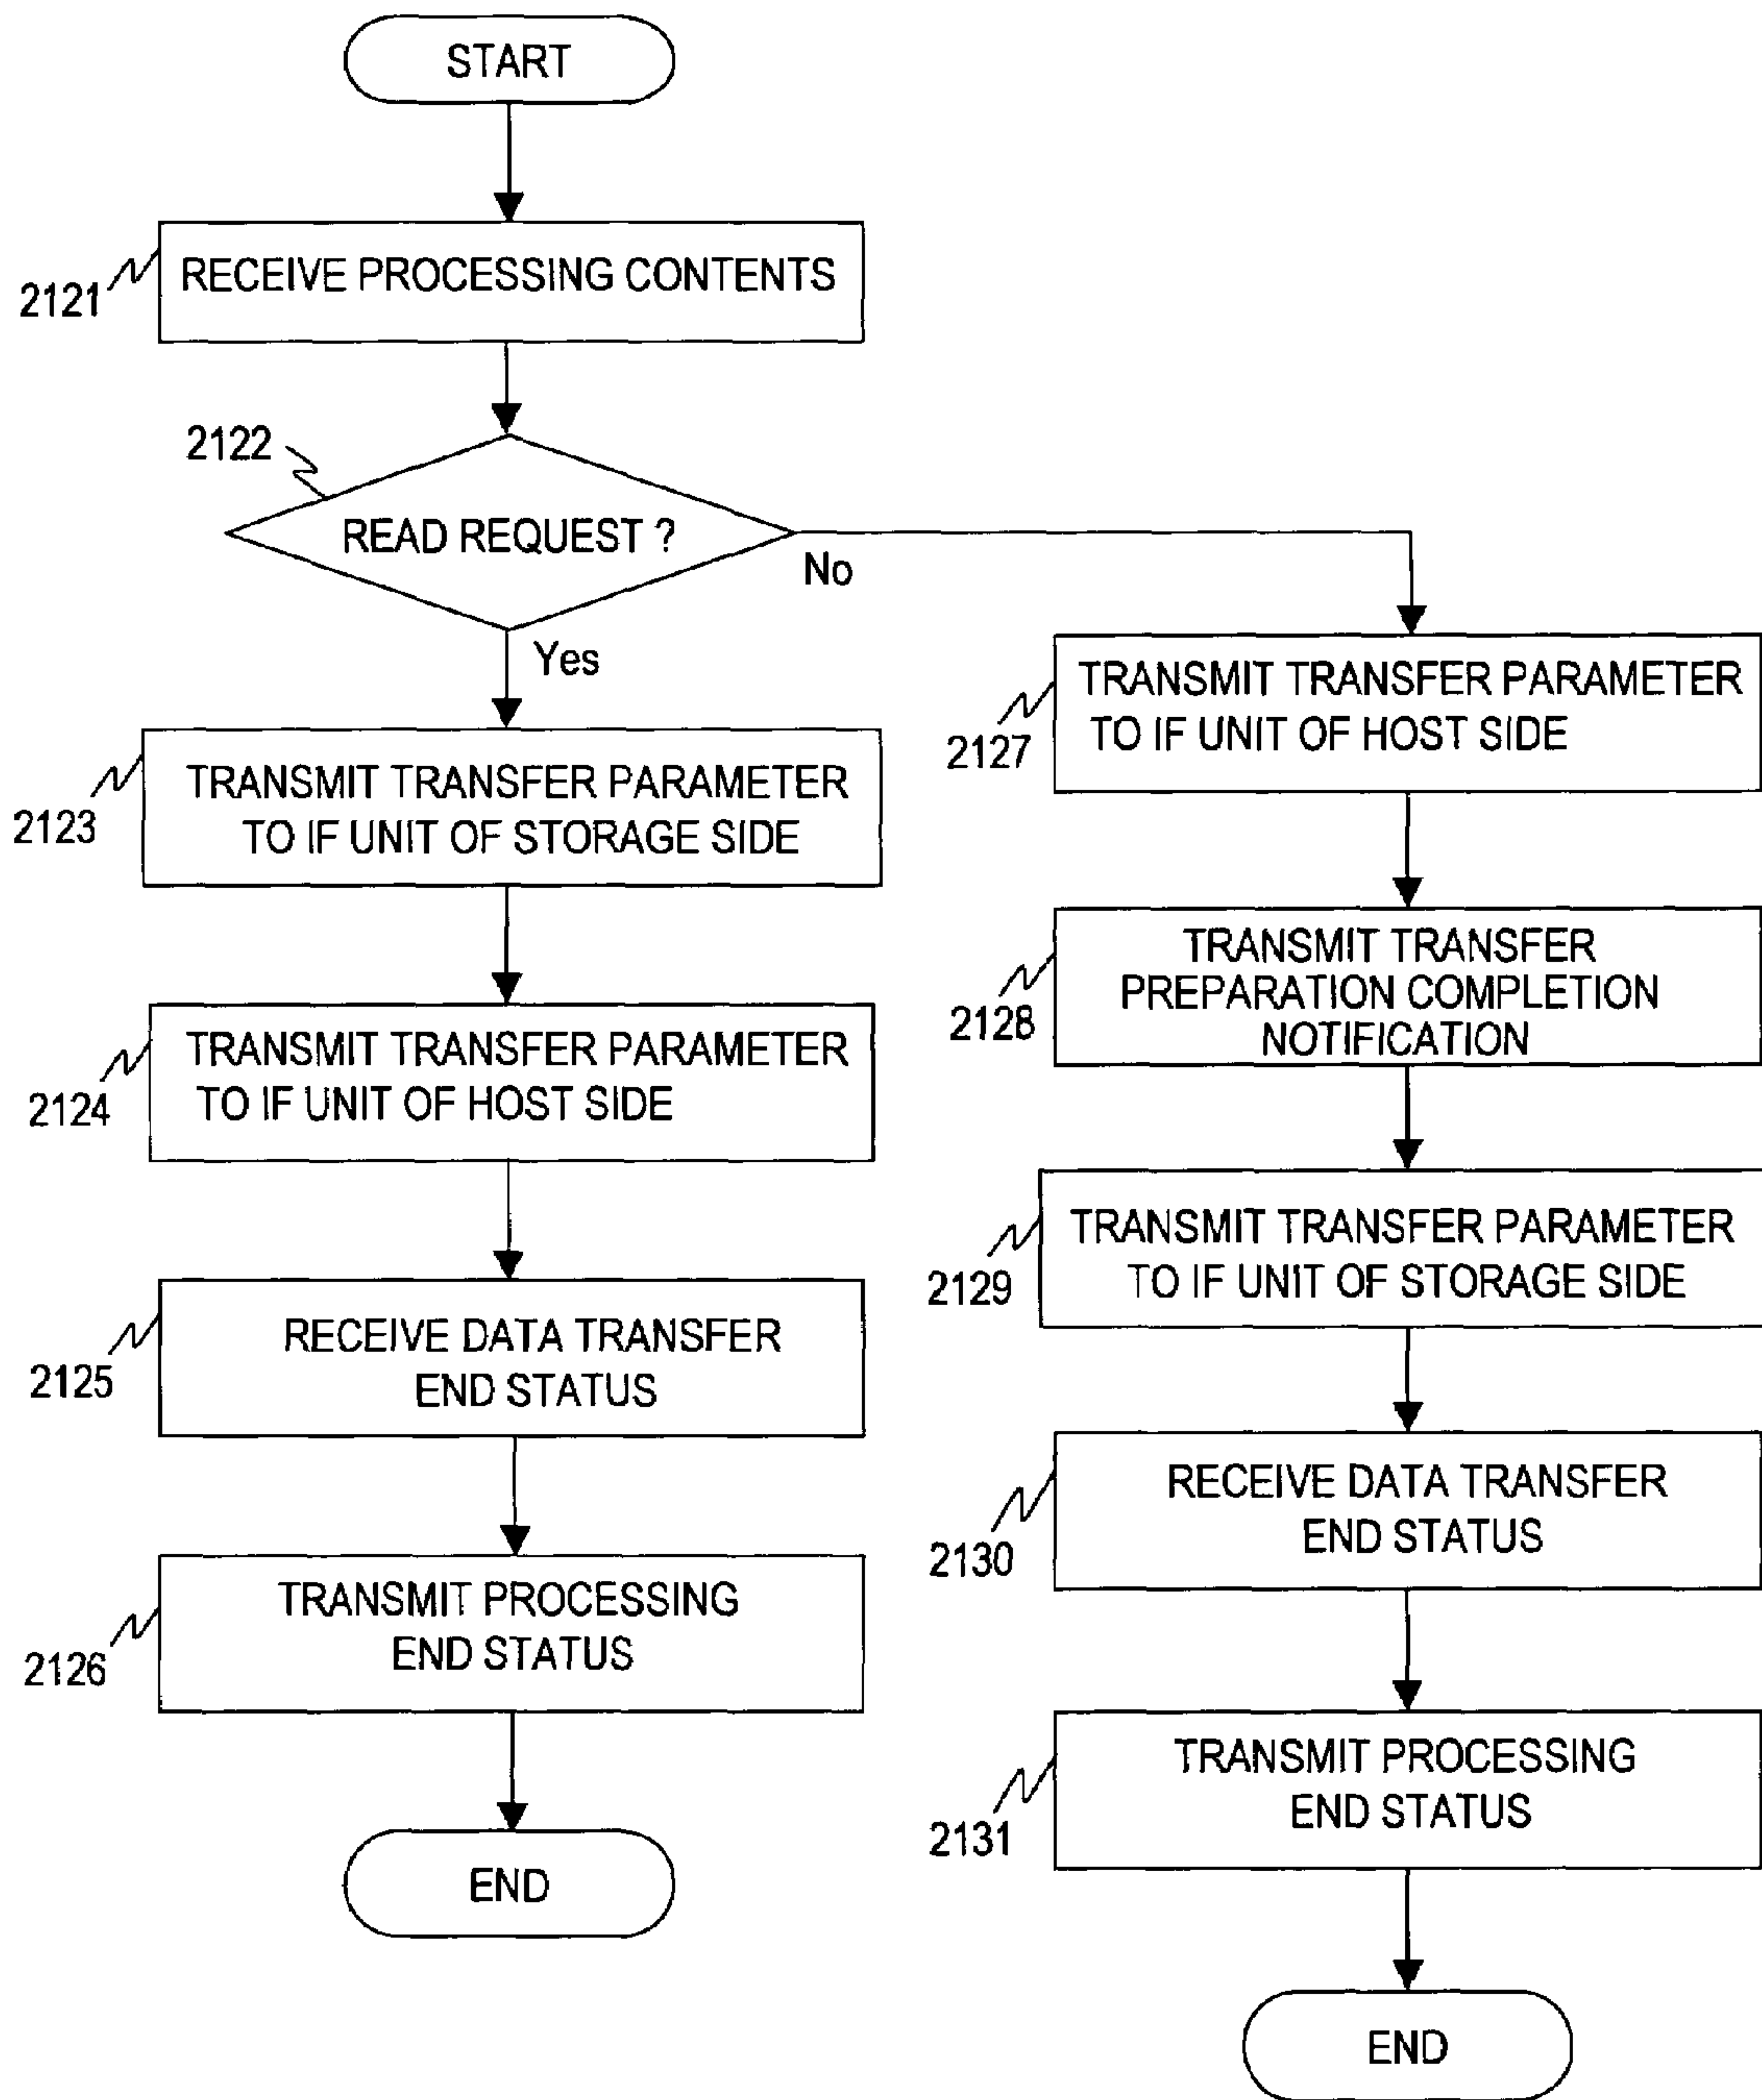 START
2121
RECEIVE PROCESSING CONTENTS
2122
READ REQUEST ?
No
Yes
2123
TRANSMIT TRANSFER PARAMETER
TO IF UNIT OF STORAGE SIDE
2124
TRANSMIT TRANSFER PARAMETER
TO IF UNIT OF HOST SIDE
2125
RECEIVE DATA TRANSFER
END STATUS
2126
TRANSMIT PROCESSING
END STATUS
END
2127
TRANSMIT TRANSFER PARAMETER
TO IF UNIT OF HOST SIDE
2128
TRANSMIT TRANSFER
PREPARATION COMPLETION
NOTIFICATION
2129
TRANSMIT TRANSFER PARAMETER
TO IF UNIT OF STORAGE SIDE
2130
RECEIVE DATA TRANSFER
END STATUS
2131
TRANSMIT PROCESSING
END STATUS
END